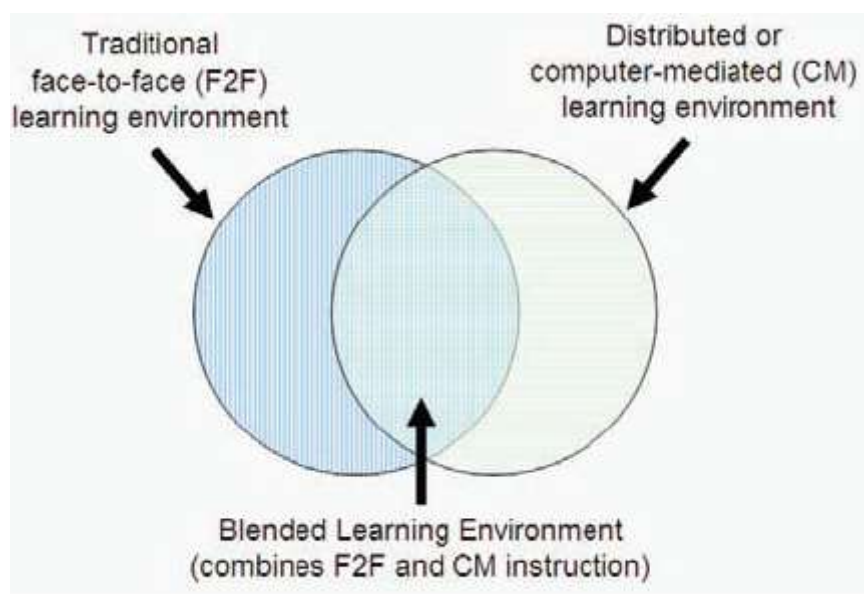 Traditional
face-to-face (F2F)
learning environment
Distributed or
computer-mediated (CM)
learning environment
Blended Learning Environment
(combines F2F and CM instruction)